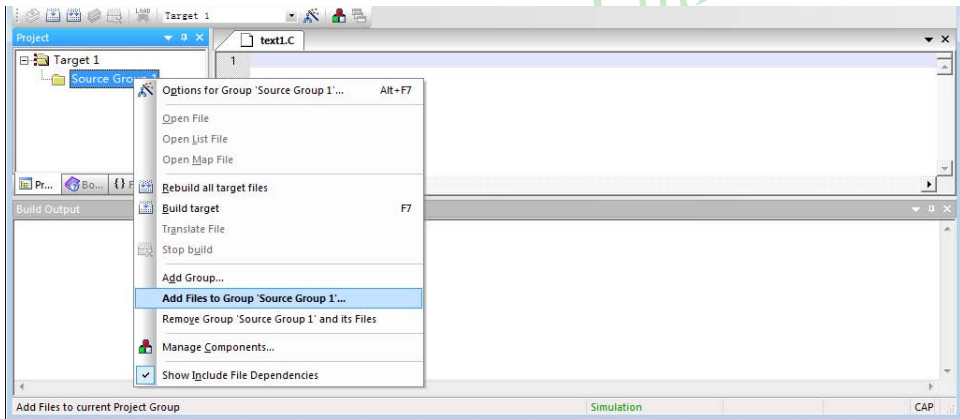 LOAD
Target 1
Project
text1.C
Target 1
1
Source Gro
Options for Group 'Source Group 1'... Alt+F7
Open File
Open List File
Open Map File
Rebuild all target files
Build target F7
Translate File
Stop build
Add Group...
Add Files to Group 'Source Group 1'...
Remove Group 'Source Group 1' and its Files
Manage Components...
Show Include File Dependencies
Pr... Bo... {} F
Build Output
Add Files to current Project Group
Simulation
CAP